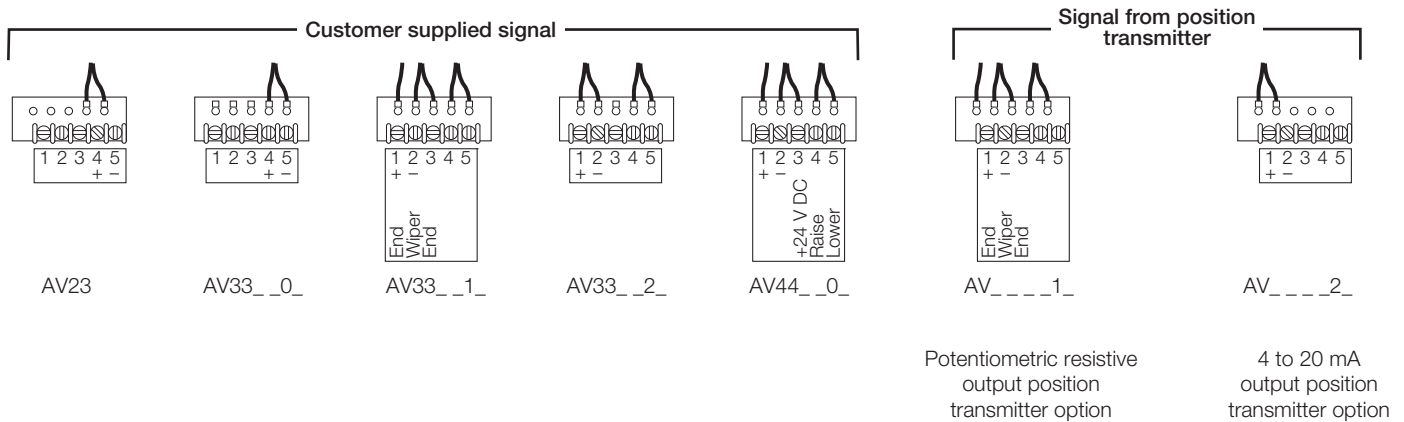 Customer supplied signal
Signal from position
transmitter
1 2 3 4 5
+ –
AV23
1 2 3 4 5
+ –
AV33_ _0_
1 2 3 4 5
+ –
End
Wiper
End
AV33_ _1_
1 2 3 4 5
+ –
AV33_ _2_
1 2 3 4 5
+ –
+24 V DC
Raise
Lower
AV44_ _0_
1 2 3 4 5
+ –
End
Wiper
End
AV_ _ _ _1_
Potentiometric resistive
output position
transmitter option
1 2 3 4 5
+ –
AV_ _ _ _2_
4 to 20 mA
output position
transmitter option